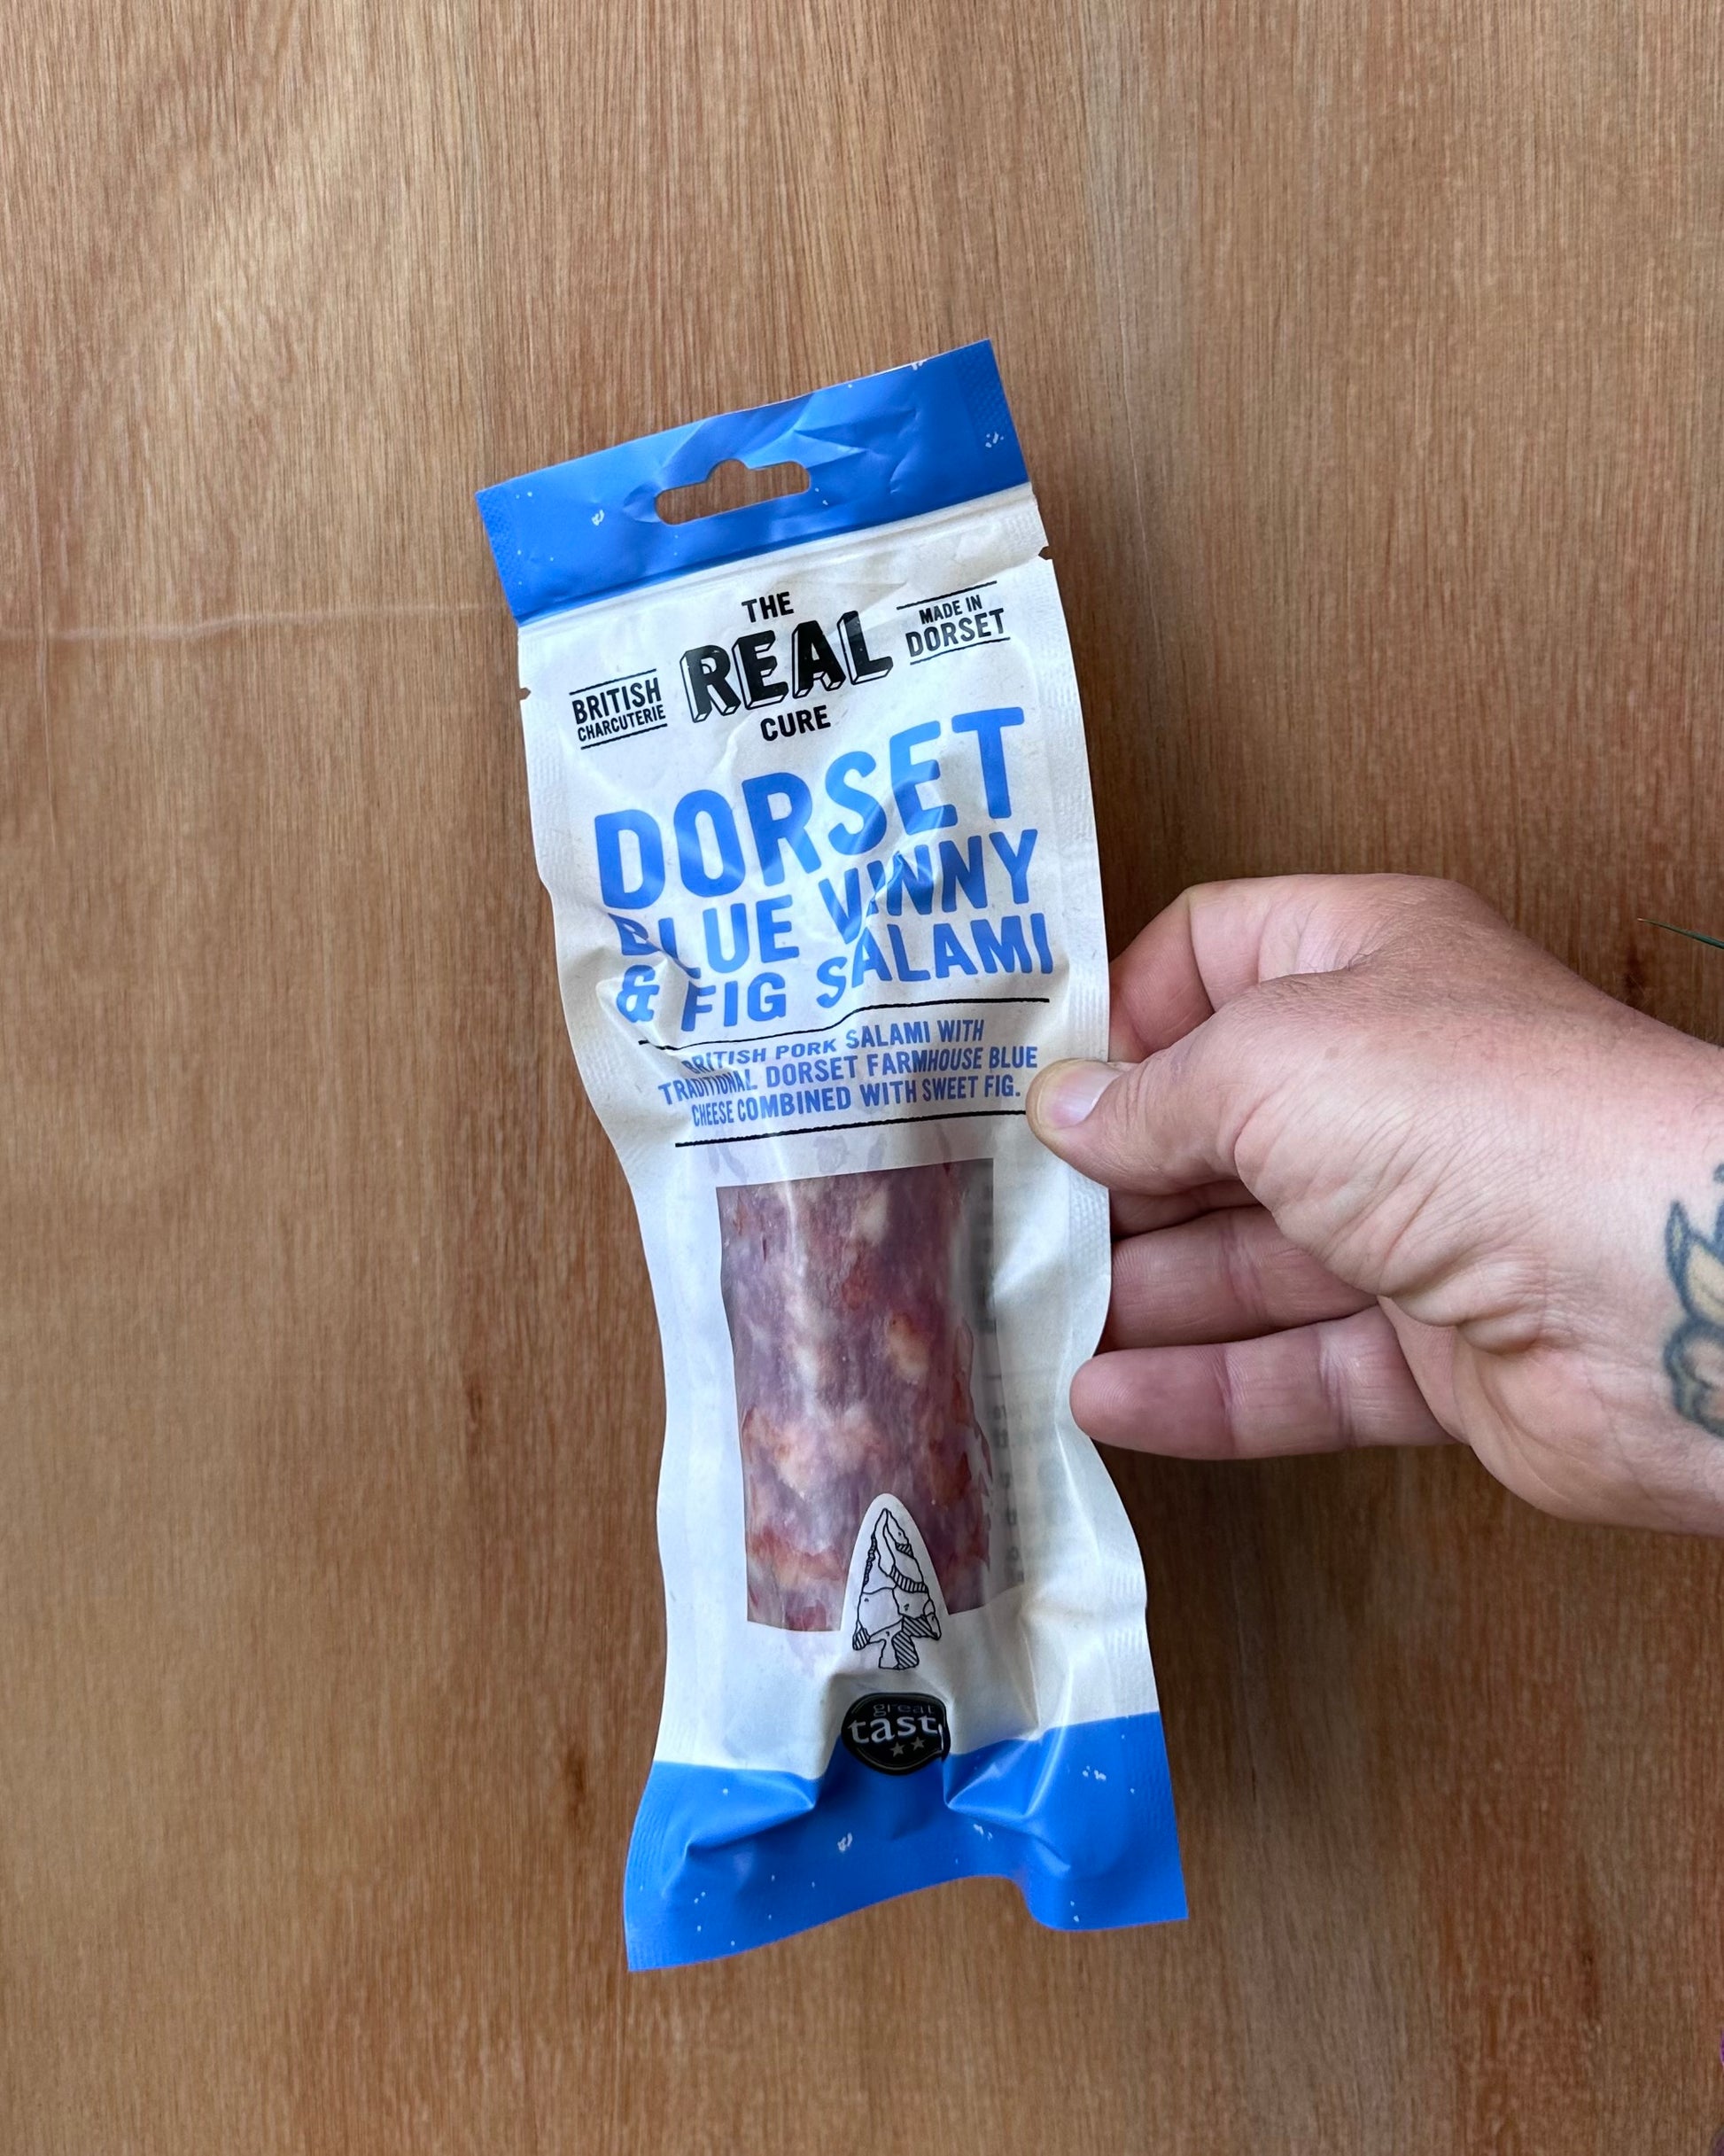 THE
REAL
CURE
BRITISH
CHARCUTERIE
MADE IN
DORSET
DORSET
BLUE VINNY
& FIG SALAMI
BRITISH PORK SALAMI WITH
TRADITIONAL DORSET FARMHOUSE BLUE
CHEESE COMBINED WITH SWEET FIG.
great
taste